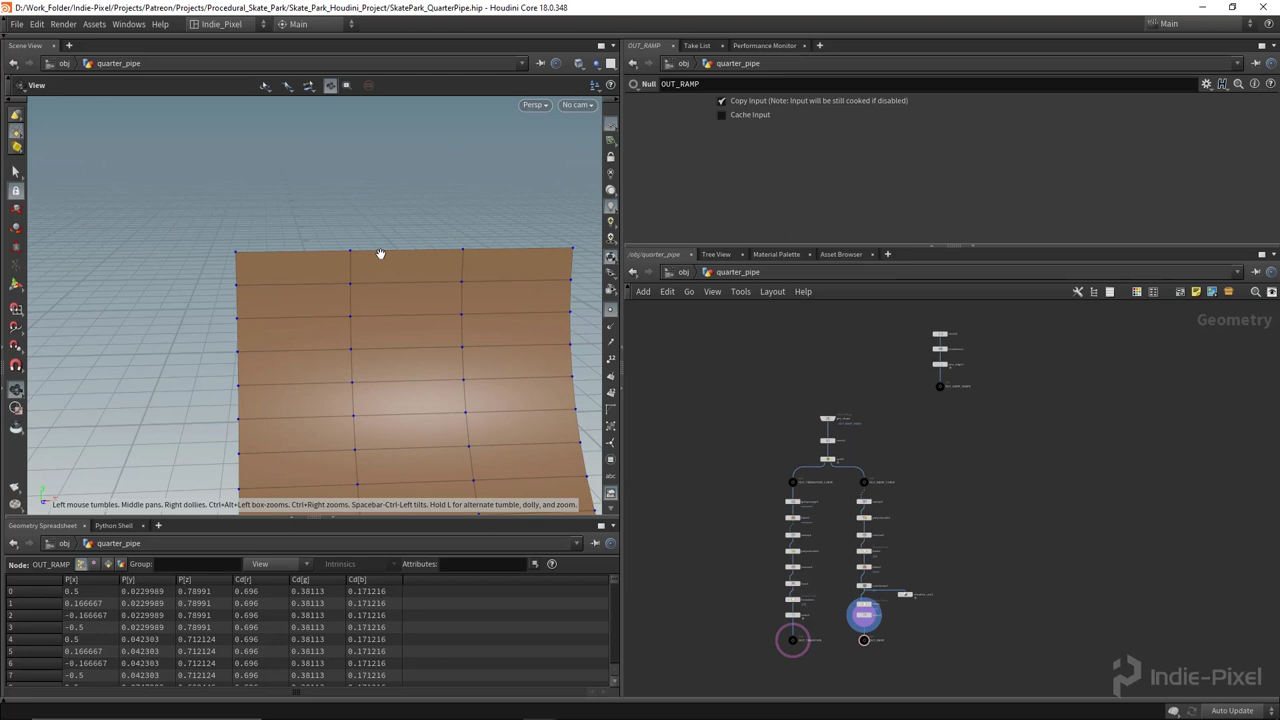 D:/Work_Folder/Indie-Pixel/Projects/Patreon/Projects/Procedural_Skate_Park/Skate_Park_Houdini_Project/SkatePark_QuarterPipe.hip - Houdini Core 18.0.348
File Edit Render Assets Windows Help Indie_Pixel Main Main
Scene View
obj quarter_pipe
View
Persp No cam
Left mouse tumbles. Middle pans. Right dollies. Ctrl+Alt+Left box-zooms. Ctrl+Right zooms. Spacebar-Ctrl-Left tilts. Hold L for alternate tumble, dolly, and zoom.
Geometry Spreadsheet Python Shell
obj quarter_pipe
Node: OUT_RAMP Group: View Intrinsics Attributes:
P[x] P[y] P[z] Cd[r] Cd[g] Cd[b]
0 0.5 0.0229989 0.78991 0.696 0.38113 0.171216
1 0.166667 0.0229989 0.78991 0.696 0.38113 0.171216
2 -0.166667 0.0229989 0.78991 0.696 0.38113 0.171216
3 -0.5 0.0229989 0.78991 0.696 0.38113 0.171216
4 0.5 0.042303 0.712124 0.696 0.38113 0.171216
5 0.166667 0.042303 0.712124 0.696 0.38113 0.171216
6 -0.166667 0.042303 0.712124 0.696 0.38113 0.171216
7 -0.5 0.042303 0.712124 0.696 0.38113 0.171216
OUT_RAMP Take List Performance Monitor
obj quarter_pipe
Null OUT_RAMP
Copy Input (Note: Input will be still cooked if disabled)
Cache Input
/obj/quarter_pipe Tree View Material Palette Asset Browser
obj quarter_pipe
Add Edit Go View Tools Layout Help
Geometry
Indie-Pixel
Auto Update